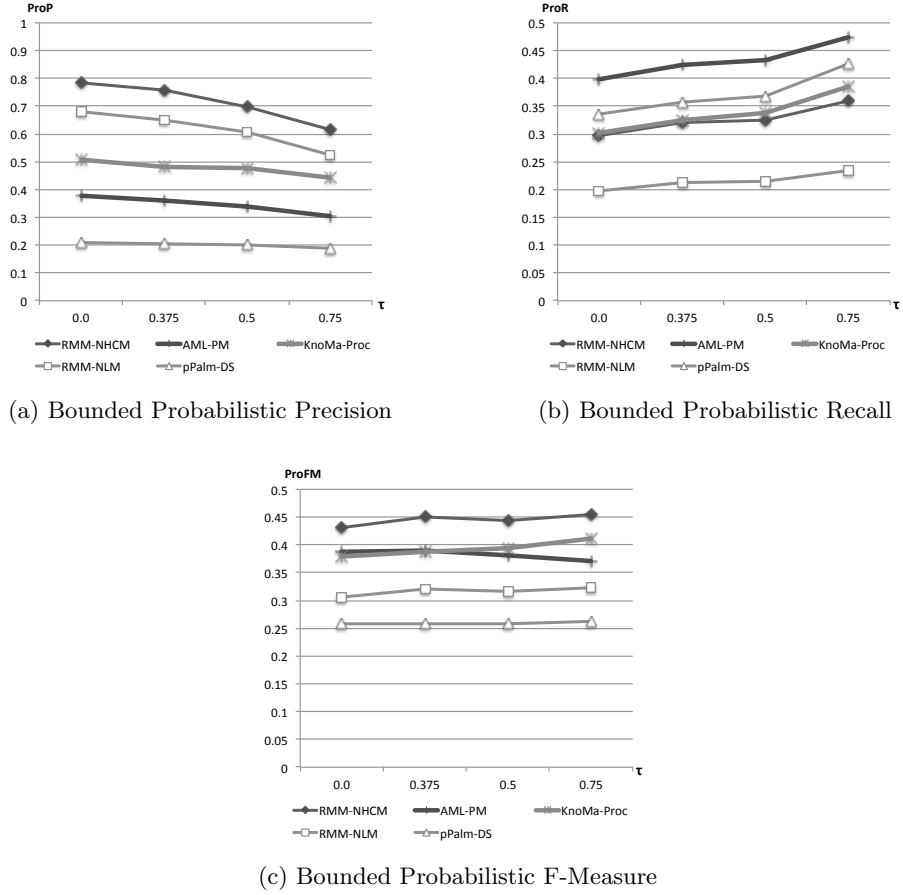 ProP
1
0.9
0.8
0.7
0.6
0.5
0.4
0.3
0.2
0.1
0
τ
0.0 0.375 0.5 0.75
RMM-NHCM AML-PM KnoMa-Proc
RMM-NLM pPalm-DS
(a) Bounded Probabilistic Precision
ProR
0.5
0.45
0.4
0.35
0.3
0.25
0.2
0.15
0.1
0.05
0
τ
0.0 0.375 0.5 0.75
RMM-NHCM AML-PM KnoMa-Proc
RMM-NLM pPalm-DS
(b) Bounded Probabilistic Recall
ProFM
0.5
0.45
0.4
0.35
0.3
0.25
0.2
0.15
0.1
0.05
0
τ
0.0 0.375 0.5 0.75
RMM-NHCM AML-PM KnoMa-Proc
RMM-NLM pPalm-DS
(c) Bounded Probabilistic F-Measure